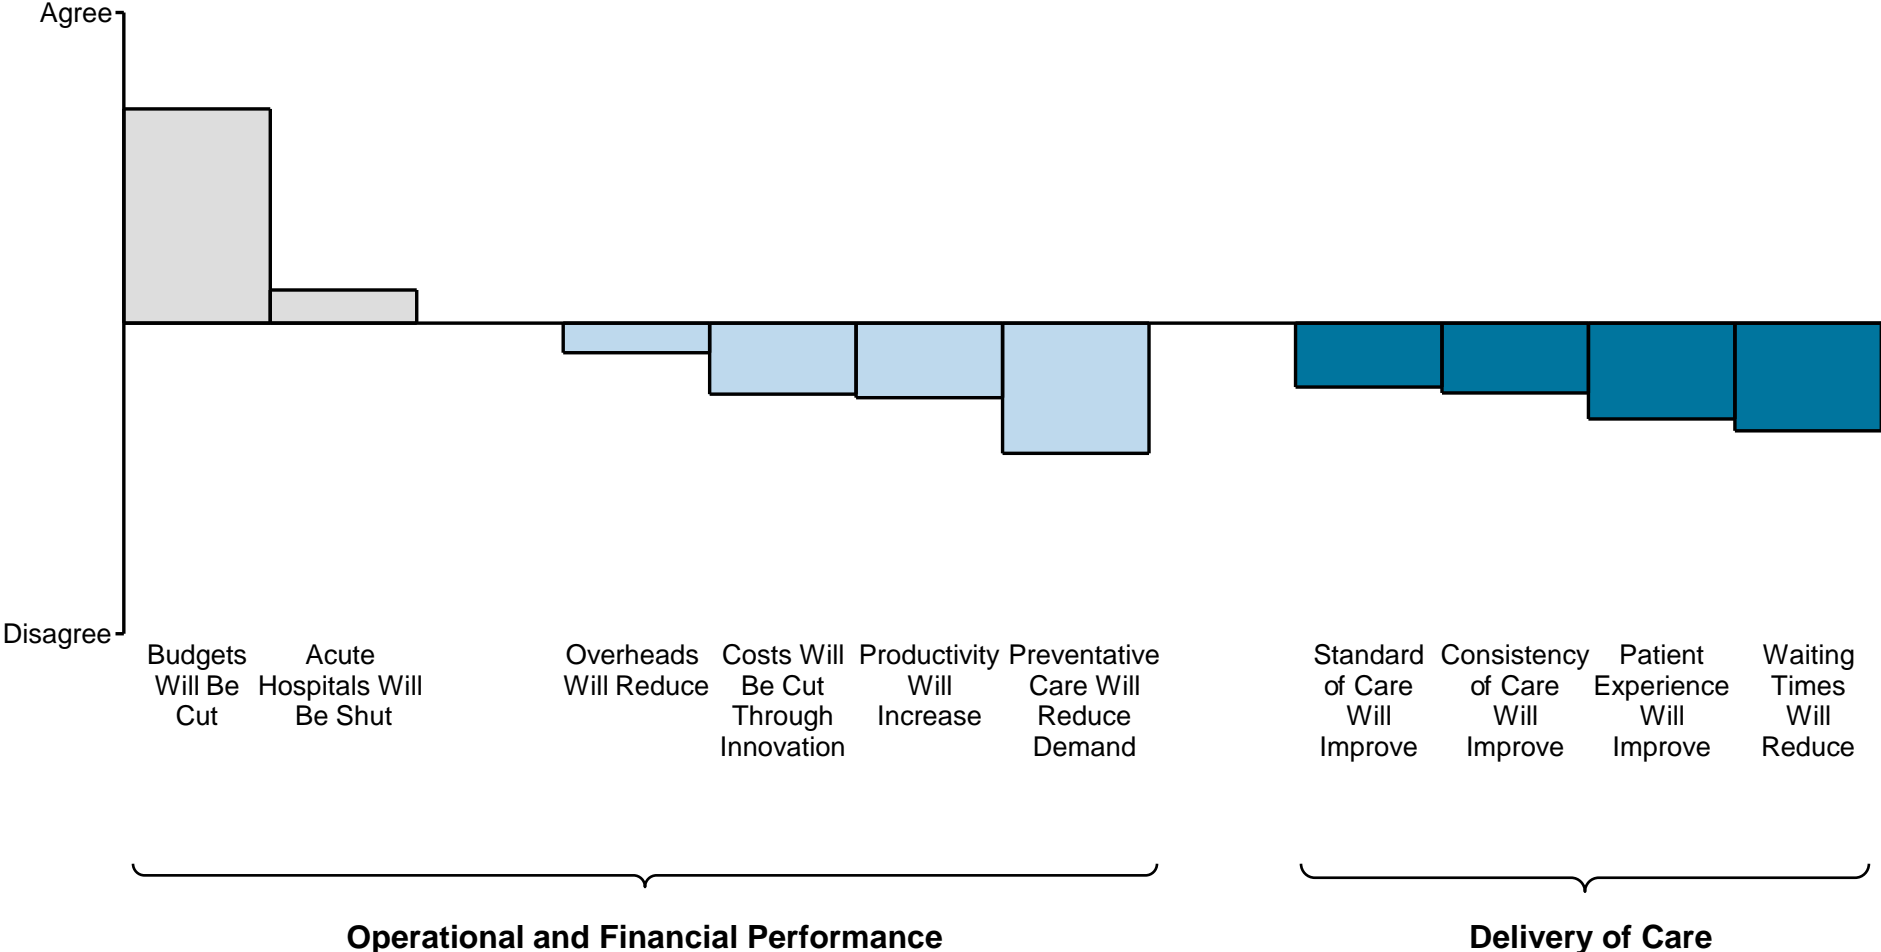 Agree
Disagree
Budgets
Will Be
Cut
Acute
Hospitals Will
Be Shut
Overheads
Will Reduce
Costs Will
Be Cut
Through
Innovation
Productivity
Will
Increase
Preventative
Care Will
Reduce
Demand
Standard
of Care
Will
Improve
Consistency
of Care
Will
Improve
Patient
Experience
Will
Improve
Waiting
Times
Will
Reduce
Operational and Financial Performance
Delivery of Care